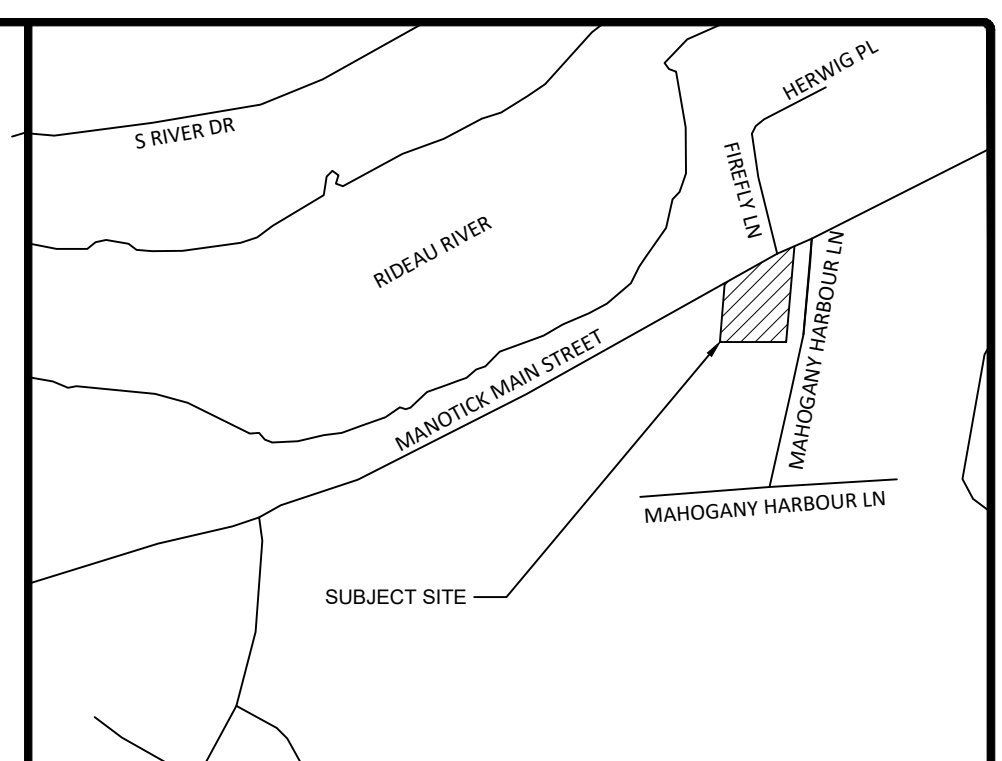 HERWIG PL
S RIVER DR
FIREFLY LN
RIDEAU RIVER
MAHOGANY HARBOUR LN
MANOTICK MAIN STREET
MAHOGANY HARBOUR LN
SUBJECT SITE